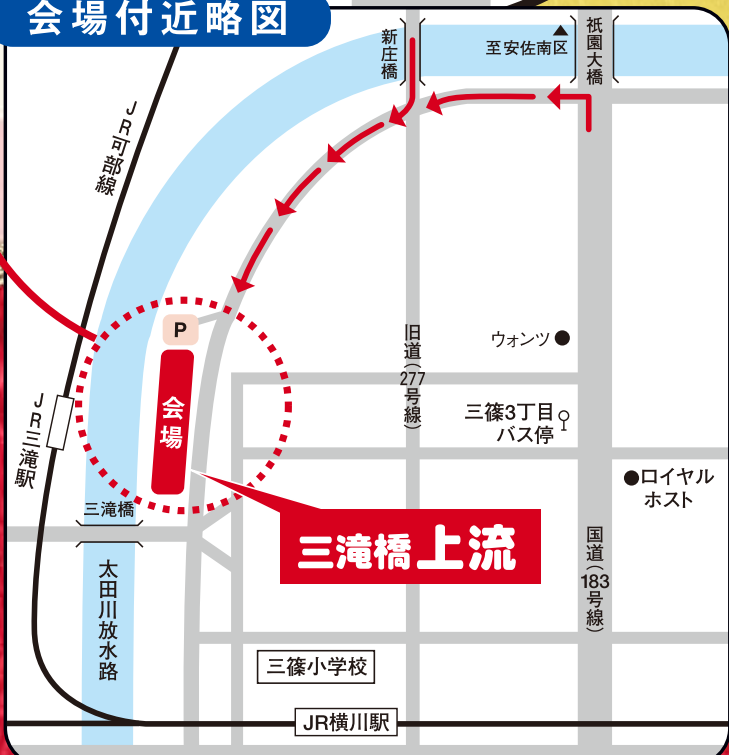 会場付近略図
新庄橋
▲
至安佐南区
祇園大橋
JR可部線
P
会場
旧道(277号線)
ウォンツ●
三篠3丁目
バス停
JR三滝駅
●ロイヤル
ホスト
三滝橋
三滝橋上流
国道(183号線)
太田川放水路
三篠小学校
JR横川駅